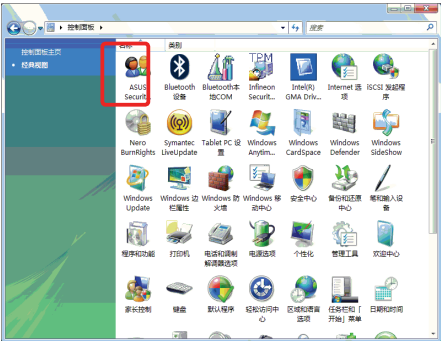 控制面板
搜索
控制面板主页
经典视图
名称 类别
ASUS Securit...
Bluetooth 设备
Bluetooth本地COM
Infineon Securit...
Intel(R) GMA Driv...
Internet 选项
iSCSI 发起程序
Nero BurnRights
Symantec LiveUpdate
Tablet PC 设置
Windows Anytim...
Windows CardSpace
Windows Defender
Windows SideShow
Windows Update
Windows 边栏属性
Windows 防火墙
Windows 移动中心
安全中心
备份和还原中心
笔和输入设备
程序和功能
打印机
电话和调制解调器选项
电源选项
个性化
管理工具
欢迎中心
家长控制
键盘
默认程序
轻松访问中心
区域和语言选项
任务栏和「开始」菜单
日期和时间